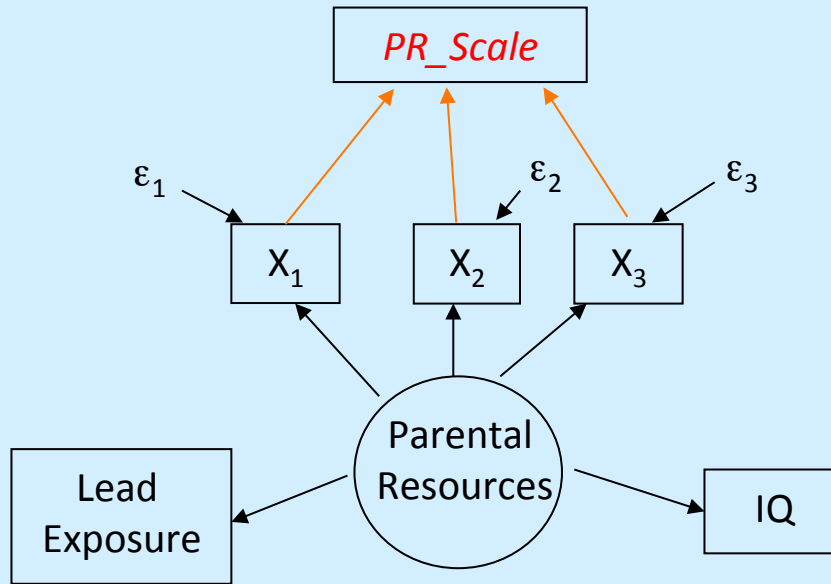 PR_Scale
ε1
ε2
ε3
X1
X2
X3
Parental
Resources
Lead
Exposure
IQ